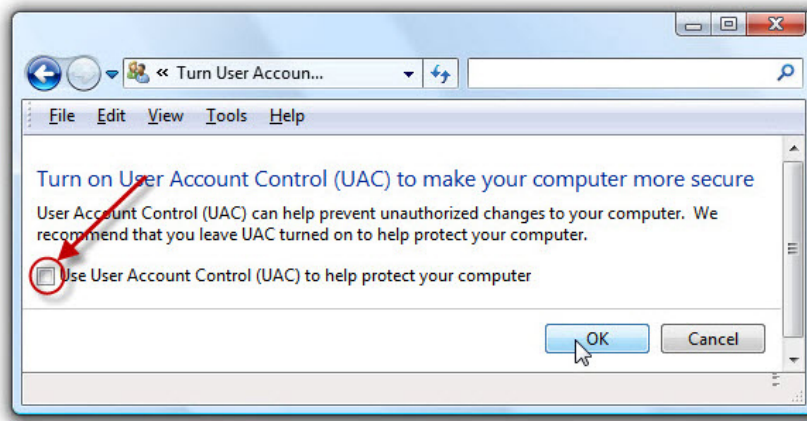 « Turn User Accoun...
File Edit View Tools Help
Turn on User Account Control (UAC) to make your computer more secure
User Account Control (UAC) can help prevent unauthorized changes to your computer. We
recommend that you leave UAC turned on to help protect your computer.
Use User Account Control (UAC) to help protect your computer
OK Cancel